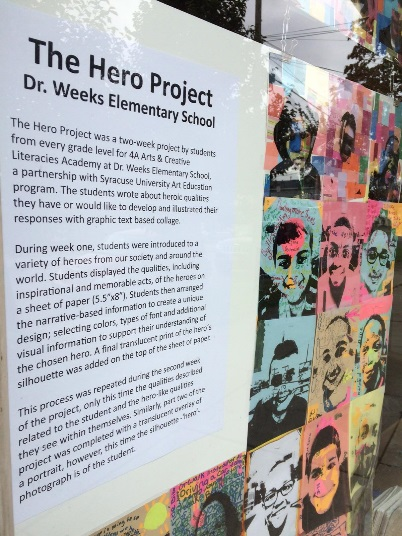 The Hero Project
Dr. Weeks Elementary School
The Hero Project was a two-week project by students
from every grade level for 4A Arts & Creative
Literacies Academy at Dr. Weeks Elementary School,
a partnership with Syracuse University Art Education
program. The students wrote about heroic qualities
they have or would like to develop and illustrated their
responses with graphic text based collage.
During week one, students were introduced to a
variety of heroes from our society and around the
world. Students displayed the qualities, including
inspirational and memorable acts, of the heroes on
a sheet of paper (5.5"x8"). Students then arranged
the narrative-based information to create a unique
design; selecting colors, types of font and additional
visual information to support their understanding of
the chosen hero. A final translucent print of the hero's
silhouette was added on the top of the sheet of paper.
This process was repeated during the second week
of the project, only this time the qualities described
related to the student and the hero-like qualities
they see within themselves. Similarly, part two of the
project was completed with a translucent overlay of
a portrait, however, this time the silhouette - 'hero'-
photograph is of the student.